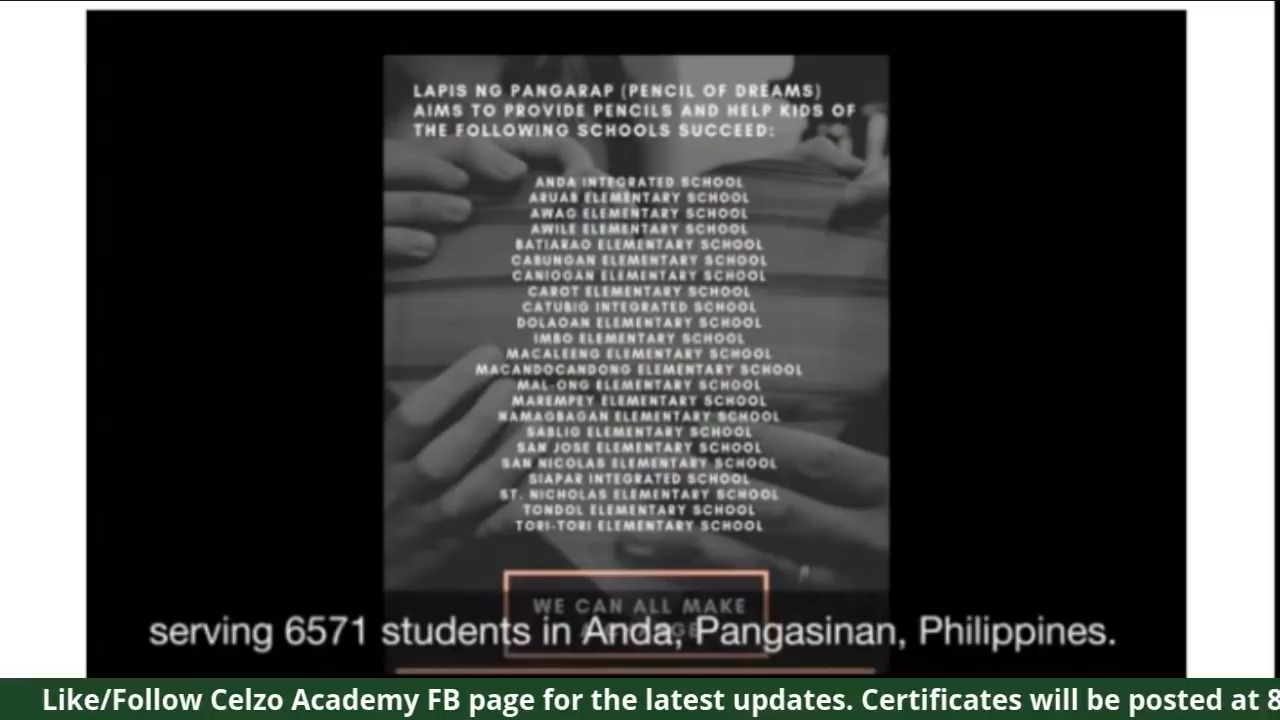 LAPIS NG PANGARAP (PENCIL OF DREAMS)
AIMS TO PROVIDE PENCILS AND HELP KIDS OF
THE FOLLOWING SCHOOLS SUCCEED:
ANDA INTEGRATED SCHOOL
ARUAB ELEMENTARY SCHOOL
AWAG ELEMENTARY SCHOOL
AWILE ELEMENTARY SCHOOL
BATIARAO ELEMENTARY SCHOOL
CABUNGAN ELEMENTARY SCHOOL
CANIOGAN ELEMENTARY SCHOOL
CAROT ELEMENTARY SCHOOL
CATUBIG INTEGRATED SCHOOL
DOLAOAN ELEMENTARY SCHOOL
IMBO ELEMENTARY SCHOOL
MACALEENG ELEMENTARY SCHOOL
MACANDOCANDONG ELEMENTARY SCHOOL
MAL-ONG ELEMENTARY SCHOOL
MAREMPEY ELEMENTARY SCHOOL
NAMAGBAGAN ELEMENTARY SCHOOL
SABLIG ELEMENTARY SCHOOL
SAN JOSE ELEMENTARY SCHOOL
SAN NICOLAS ELEMENTARY SCHOOL
SIAPAR INTEGRATED SCHOOL
ST. NICHOLAS ELEMENTARY SCHOOL
TONDOL ELEMENTARY SCHOOL
TORI-TORI ELEMENTARY SCHOOL
WE CAN ALL MAKE
serving 6571 students in Anda, Pangasinan, Philippines.
Like/Follow Celzo Academy FB page for the latest updates. Certificates will be posted at 8